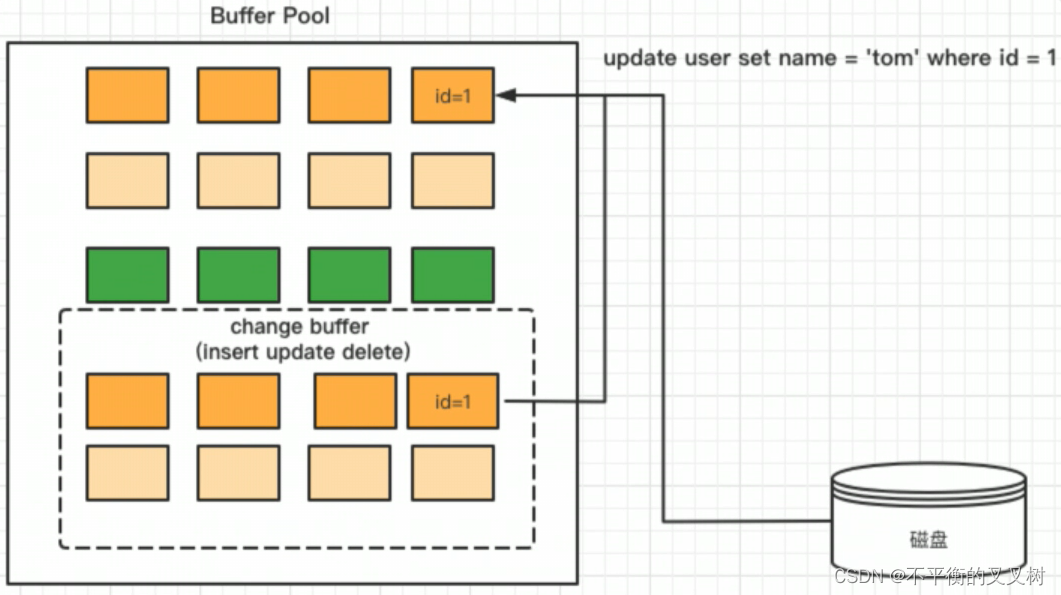 Buffer Pool
update user set name = 'tom' where id = 1
id=1
change buffer
(insert update delete)
id=1
磁盘
CSDN @不平衡的叉叉树